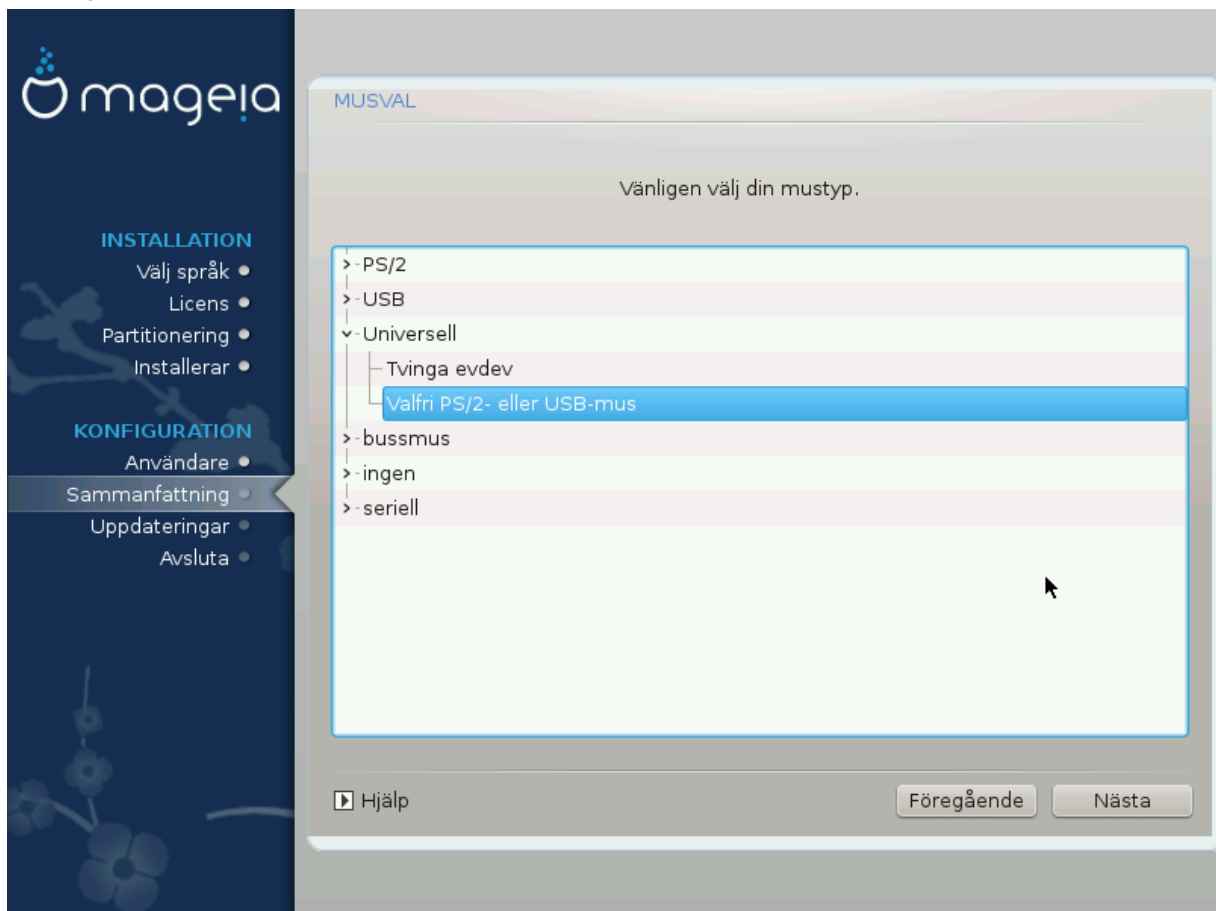 mageia
INSTALLATION
Välj språk
Licens
Partitionering
Installerar
KONFIGURATION
Användare
Sammanfattning
Uppdateringar
Avsluta
MUSVAL
Vänligen välj din mustyp.
PS/2
USB
Universell
Tvinga evdev
Valfri PS/2- eller USB-mus
bussmus
ingen
seriell
Hjälp
Föregående
Nästa